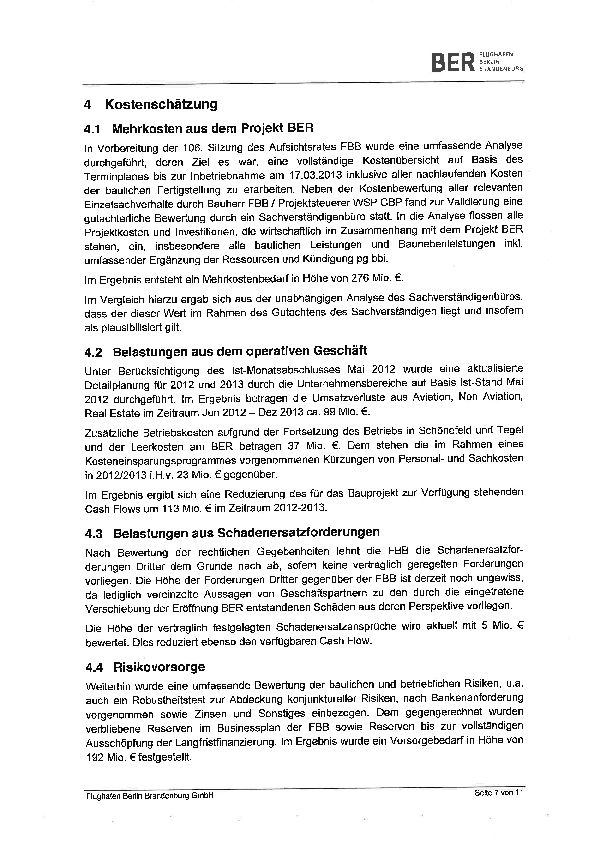 BER FLUGHAFEN
BERLIN
BRANDENBURG
4 Kostenschätzung
4.1 Mehrkosten aus dem Projekt BER
In Vorbereitung der 106. Sitzung des Aufsichtsrates FBB wurde eine umfassende Analyse
durchgeführt, deren Ziel es war, eine vollständige Kostenübersicht auf Basis des
Terminplanes bis zur Inbetriebnahme am 17.03.2013 inklusive aller nachlaufenden Kosten
der baulichen Fertigstellung zu erarbeiten. Neben der Kostenbewertung aller relevanten
Einzelsachverhalte durch Bauherr FBB / Projektsteuerer WSP CBP fand zur Validierung eine
gutachterliche Bewertung durch ein Sachverständigenbüro statt. In die Analyse flossen alle
Projektkosten und Investitionen, die wirtschaftlich im Zusammenhang mit dem Projekt BER
stehen, ein, insbesondere alle baulichen Leistungen und Baunebenleistungen inkl.
umfassender Ergänzung der Ressourcen und Kündigung pg bbi.
Im Ergebnis entsteht ein Mehrkostenbedarf in Höhe von 276 Mio. €.
Im Vergleich hierzu ergab sich aus der unabhängigen Analyse des Sachverständigenbüros,
dass der dieser Wert im Rahmen des Gutachtens des Sachverständigen liegt und insofern
als plausibilisiert gilt.
4.2 Belastungen aus dem operativen Geschäft
Unter Berücksichtigung des Ist-Monatsabschlusses Mai 2012 wurde eine aktualisierte
Detailplanung für 2012 und 2013 durch die Unternehmensbereiche auf Basis Ist-Stand Mai
2012 durchgeführt. Im Ergebnis betragen die Umsatzverluste aus Aviation, Non Aviation,
Real Estate im Zeitraum Jun 2012 – Dez 2013 ca. 99 Mio. €.
Zusätzliche Betriebskosten aufgrund der Fortsetzung des Betriebs in Schönefeld und Tegel
und der Leerkosten am BER betragen 37 Mio. €. Dem stehen die im Rahmen eines
Kosteneinsparungsprogrammes vorgenommenen Kürzungen von Personal- und Sachkosten
in 2012/2013 i.H.v. 23 Mio. € gegenüber.
Im Ergebnis ergibt sich eine Reduzierung des für das Bauprojekt zur Verfügung stehenden
Cash Flows um 113 Mio. € im Zeitraum 2012-2013.
4.3 Belastungen aus Schadenersatzforderungen
Nach Bewertung der rechtlichen Gegebenheiten lehnt die FBB die Schadenersatzfor-
derungen Dritter dem Grunde nach ab, sofern keine vertraglich geregelten Forderungen
vorliegen. Die Höhe der Forderungen Dritter gegenüber der FBB ist derzeit noch ungewiss,
da lediglich vereinzelte Aussagen von Geschäftspartnern zu den durch die eingetretene
Verschiebung der Eröffnung BER entstandenen Schäden aus deren Perspektive vorliegen.
Die Höhe der vertraglich festgelegten Schadenersatzansprüche wird aktuell mit 5 Mio. €
bewertet. Dies reduziert ebenso den verfügbaren Cash Flow.
4.4 Risikovorsorge
Weiterhin wurde eine umfassende Bewertung der baulichen und betrieblichen Risiken, u.a.
auch ein Robustheitstest zur Abdeckung konjunktureller Risiken, nach Bankenanforderung
vorgenommen sowie Zinsen und Sonstiges einbezogen. Dem gegengerechnet wurden
verbliebene Reserven im Businessplan der FBB sowie Reserven bis zur vollständigen
Ausschöpfung der Langfristfinanzierung. Im Ergebnis wurde ein Vorsorgebedarf in Höhe von
192 Mio. € festgestellt.
Flughafen Berlin Brandenburg GmbH
Seite 7 von 11